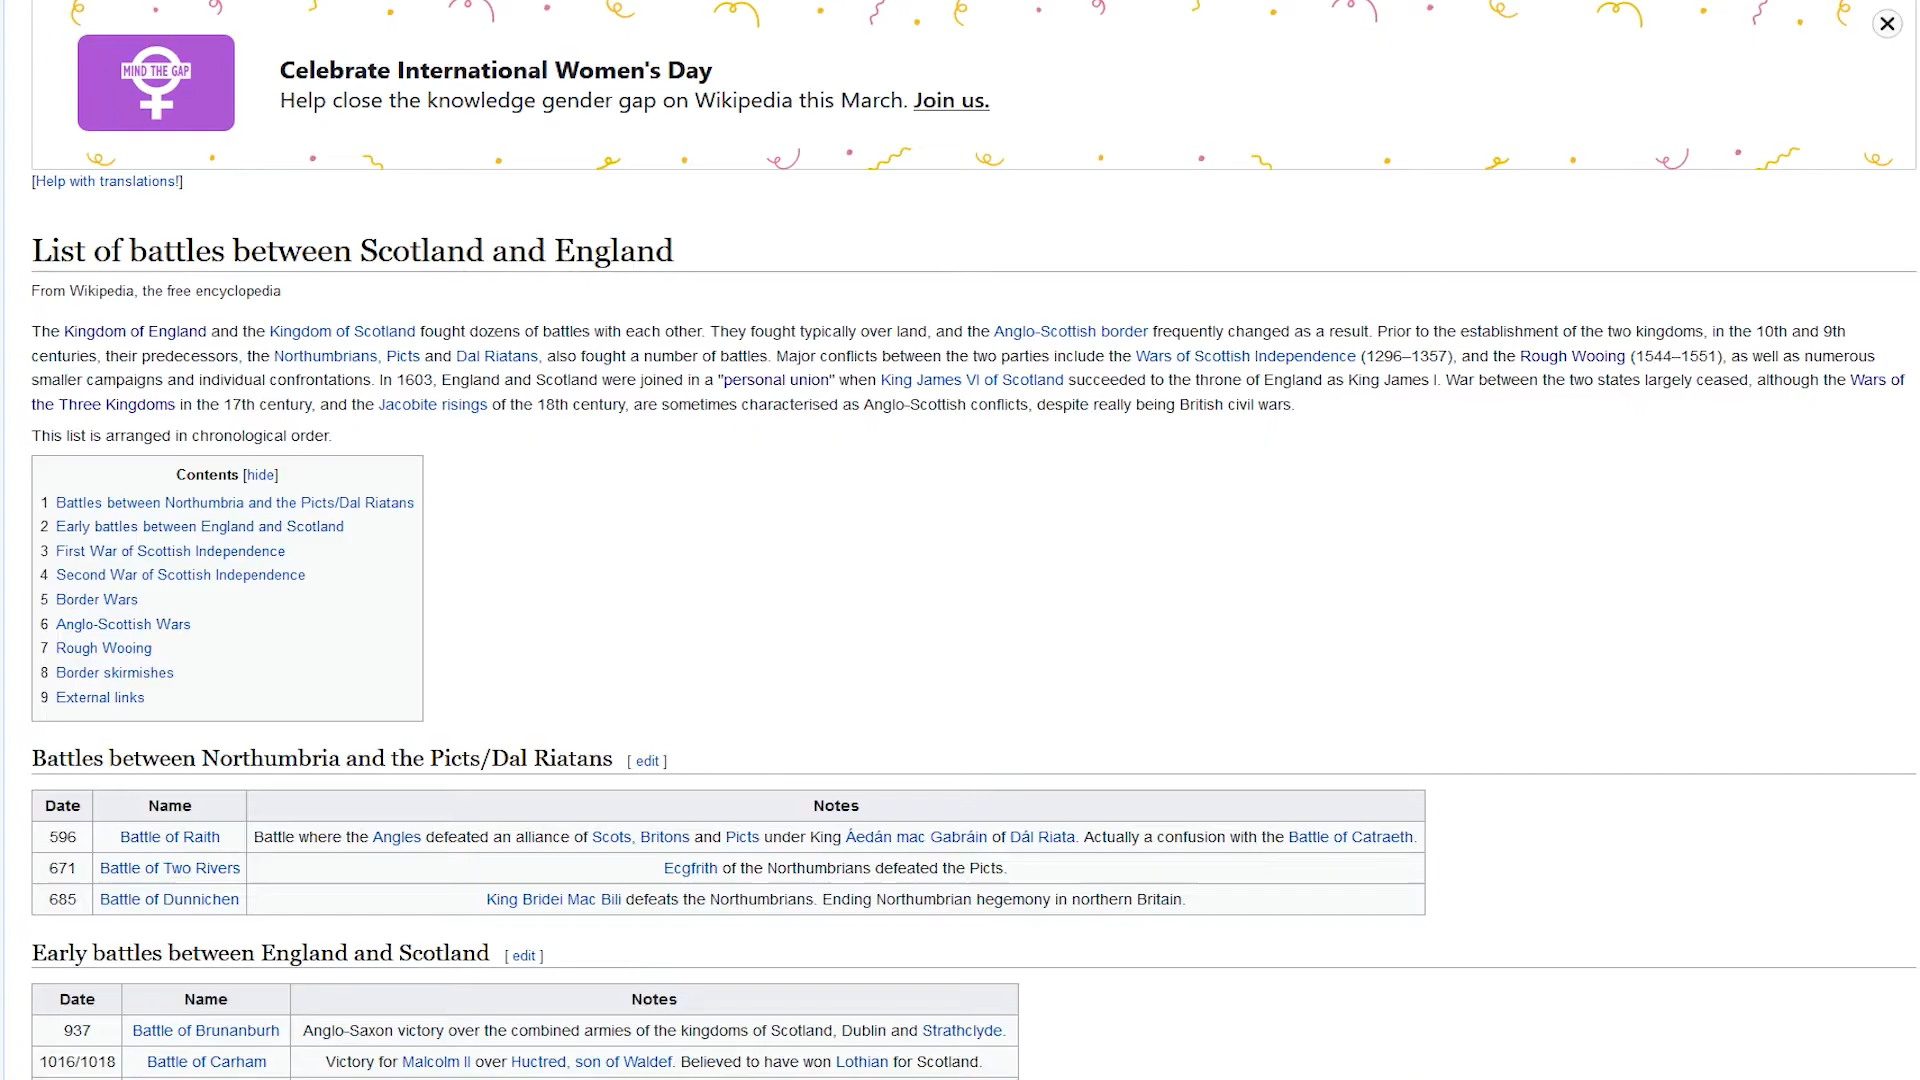 MIND THE GAP
Celebrate International Women's Day
Help close the knowledge gender gap on Wikipedia this March. Join us.
[Help with translations!]
List of battles between Scotland and England
From Wikipedia, the free encyclopedia
The Kingdom of England and the Kingdom of Scotland fought dozens of battles with each other. They fought typically over land, and the Anglo-Scottish border frequently changed as a result. Prior to the establishment of the two kingdoms, in the 10th and 9th
centuries, their predecessors, the Northumbrians, Picts and Dal Riatans, also fought a number of battles. Major conflicts between the two parties include the Wars of Scottish Independence (1296–1357), and the Rough Wooing (1544–1551), as well as numerous
smaller campaigns and individual confrontations. In 1603, England and Scotland were joined in a "personal union" when King James VI of Scotland succeeded to the throne of England as King James I. War between the two states largely ceased, although the Wars of
the Three Kingdoms in the 17th century, and the Jacobite risings of the 18th century, are sometimes characterised as Anglo-Scottish conflicts, despite really being British civil wars.
This list is arranged in chronological order.
Contents [hide]
1 Battles between Northumbria and the Picts/Dal Riatans
2 Early battles between England and Scotland
3 First War of Scottish Independence
4 Second War of Scottish Independence
5 Border Wars
6 Anglo-Scottish Wars
7 Rough Wooing
8 Border skirmishes
9 External links
Battles between Northumbria and the Picts/Dal Riatans [ edit ]
Date Name Notes
596 Battle of Raith Battle where the Angles defeated an alliance of Scots, Britons and Picts under King Áedán mac Gabráin of Dál Riata. Actually a confusion with the Battle of Catraeth.
671 Battle of Two Rivers Ecgfrith of the Northumbrians defeated the Picts.
685 Battle of Dunnichen King Bridei Mac Bili defeats the Northumbrians. Ending Northumbrian hegemony in northern Britain.
Early battles between England and Scotland [ edit ]
Date Name Notes
937 Battle of Brunanburh Anglo-Saxon victory over the combined armies of the kingdoms of Scotland, Dublin and Strathclyde.
1016/1018 Battle of Carham Victory for Malcolm II over Huctred, son of Waldef. Believed to have won Lothian for Scotland.